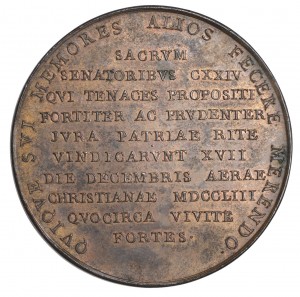 QVIQVE SVI MEMORES ALIOS FECERE MERENDO.
SACRVM
SENATORIBVS CXXIV
QVI TENACES PROPOSITI
FORTITER AC PRVDENTER
JVRA PATRIAE RITE
VINDICARVNT XVII
DIE DECEMBRIS AERAE
CHRISTIANAE MDCCLIII
QVOCIRCA VIVITE
FORTES.